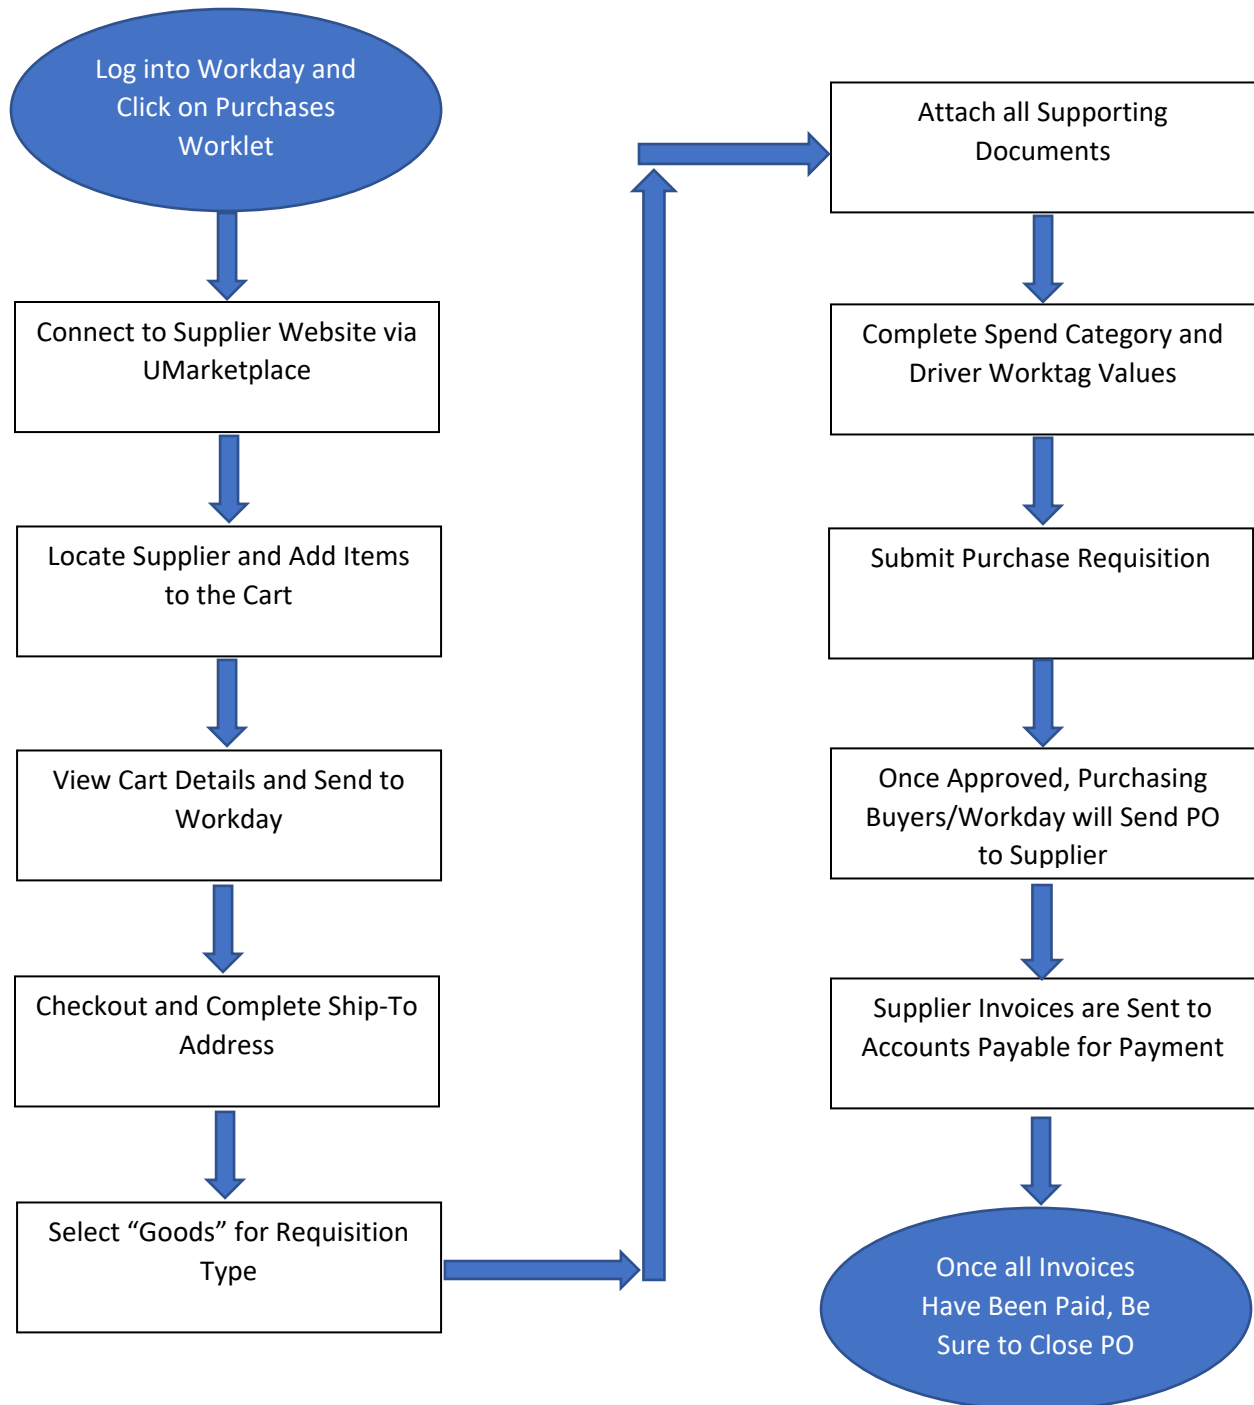 Log into Workday and
Click on Purchases
Worklet
Connect to Supplier Website via
UMarketplace
Locate Supplier and Add Items
to the Cart
View Cart Details and Send to
Workday
Checkout and Complete Ship-To
Address
Select “Goods” for Requisition
Type
Attach all Supporting
Documents
Complete Spend Category and
Driver Worktag Values
Submit Purchase Requisition
Once Approved, Purchasing
Buyers/Workday will Send PO
to Supplier
Supplier Invoices are Sent to
Accounts Payable for Payment
Once all Invoices
Have Been Paid, Be
Sure to Close PO